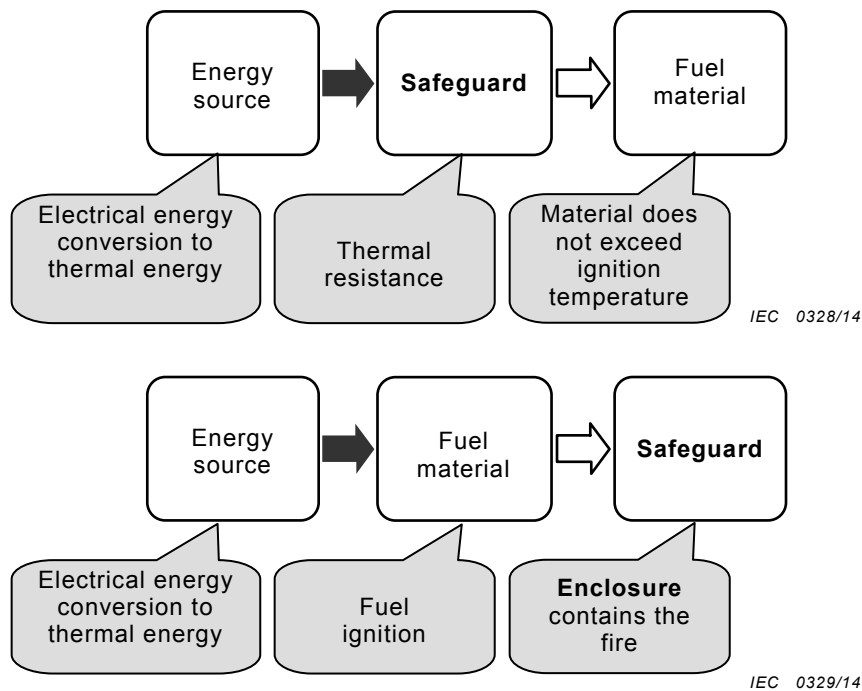 Energy
source
Safeguard
Fuel
material
Electrical energy
conversion to
thermal energy
Thermal
resistance
Material does
not exceed
ignition
temperature
IEC 0328/14
Energy
source
Fuel
material
Safeguard
Electrical energy
conversion to
thermal energy
Fuel
ignition
Enclosure
contains the
fire
IEC 0329/14